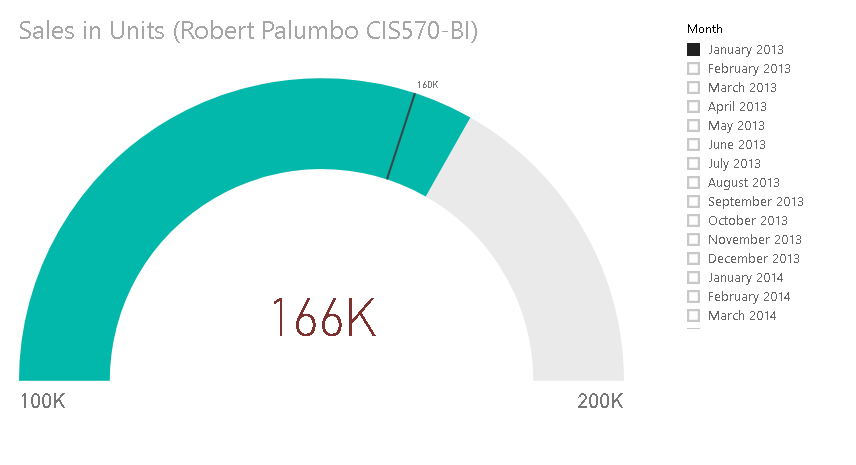 Sales in Units (Robert Palumbo CIS570-BI)
160K
166K
100K
200K
Month
January 2013
February 2013
March 2013
April 2013
May 2013
June 2013
July 2013
August 2013
September 2013
October 2013
November 2013
December 2013
January 2014
February 2014
March 2014